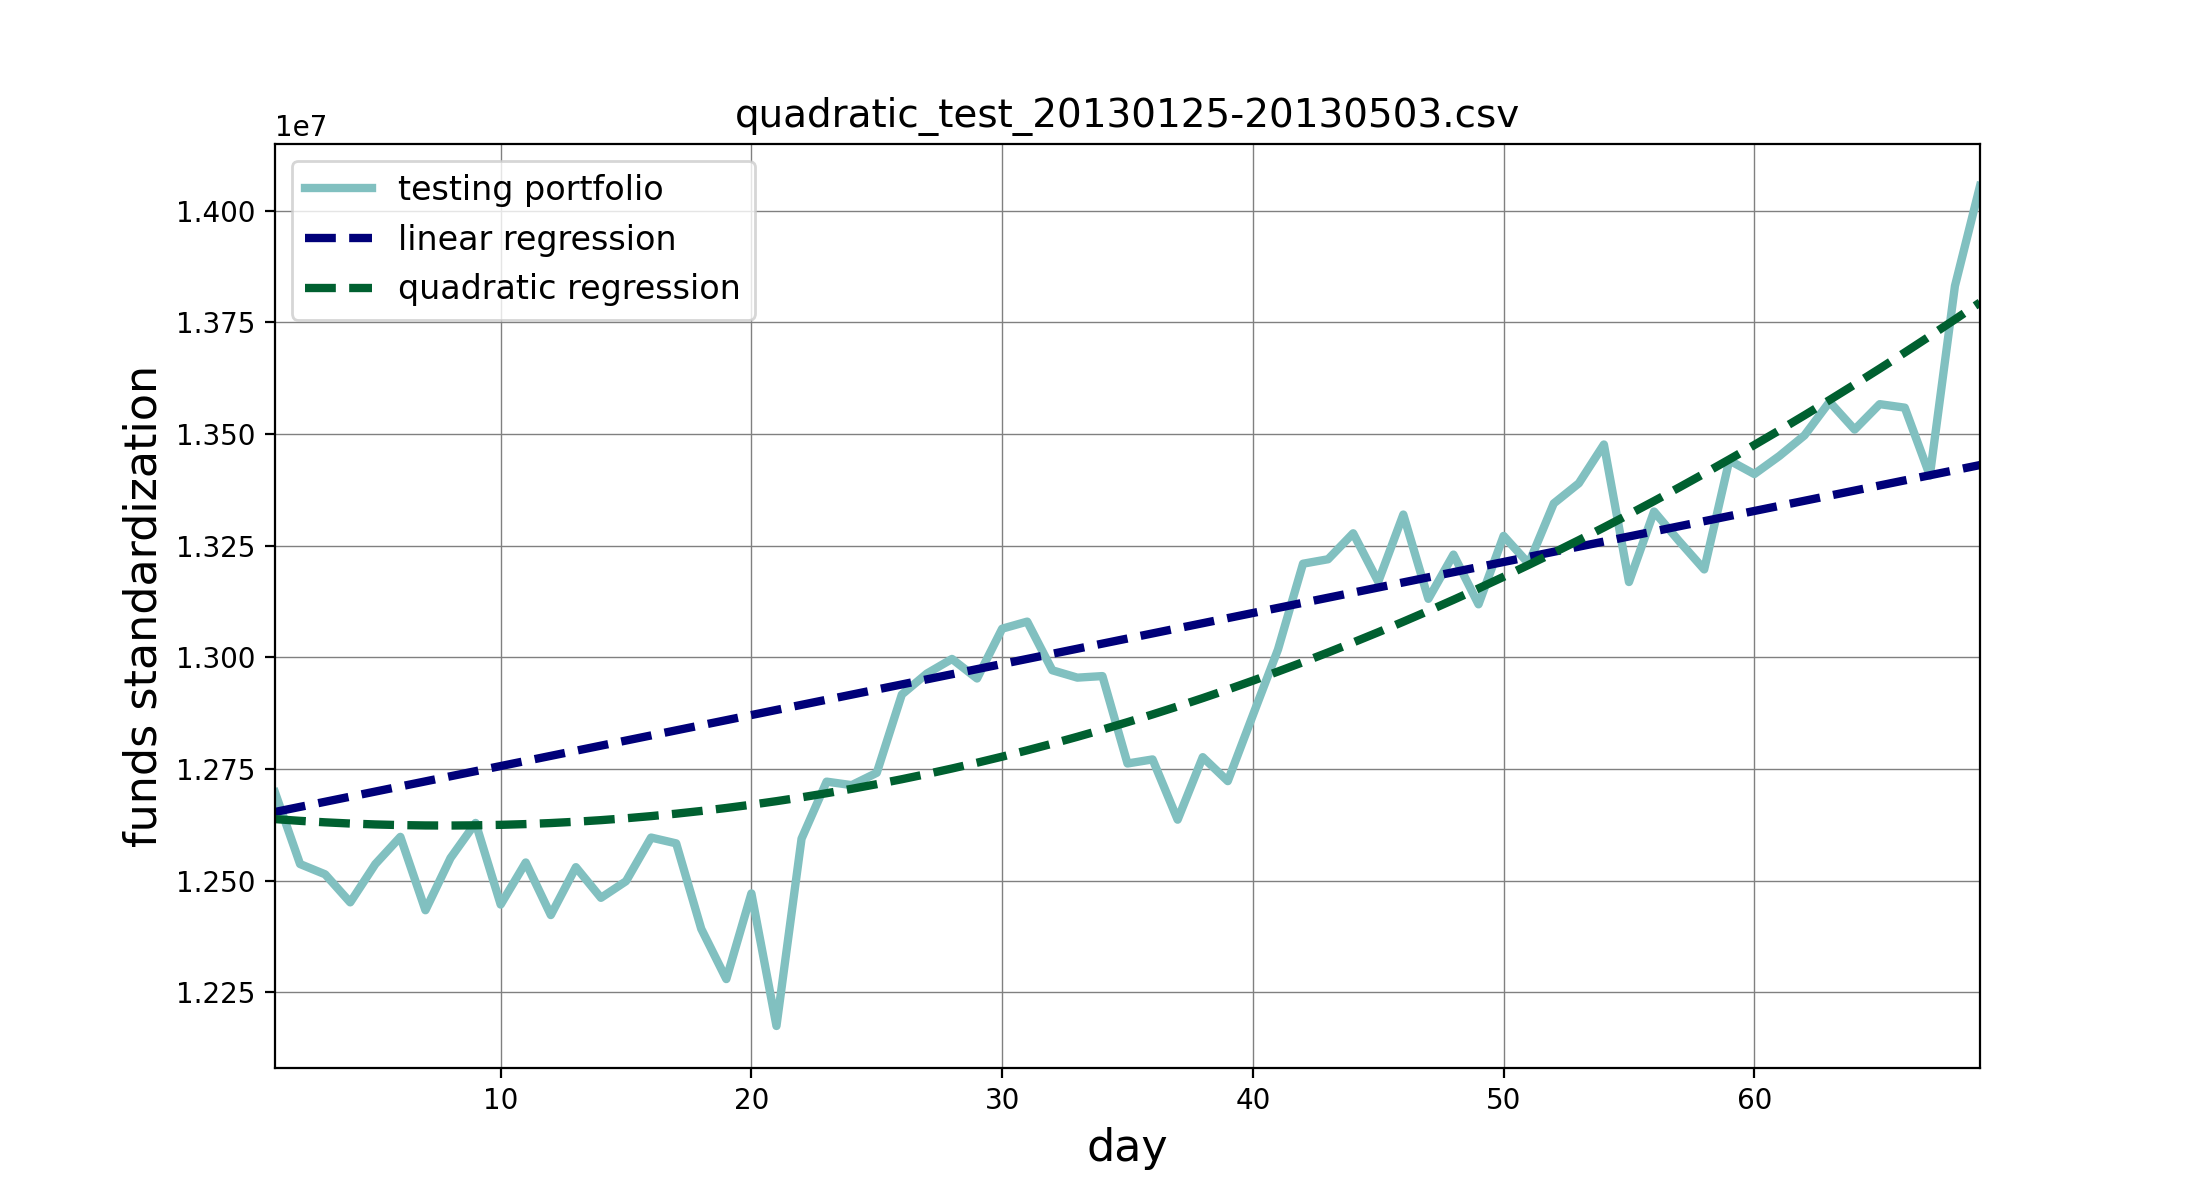 quadratic_test_20130125-20130503.csv
1e7
testing portfolio
linear regression
quadratic regression
funds standardization
1.400
1.375
1.350
1.325
1.300
1.275
1.250
1.225
10 20 30 40 50 60
day